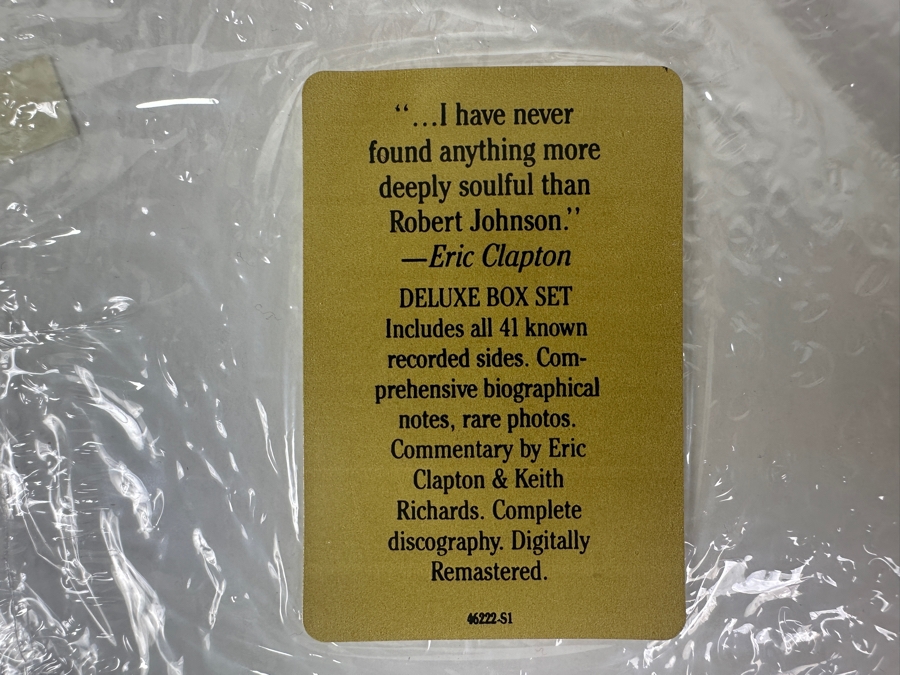 “...I have never
found anything more
deeply soulful than
Robert Johnson.”
—Eric Clapton
DELUXE BOX SET
Includes all 41 known
recorded sides. Com-
prehensive biographical
notes, rare photos.
Commentary by Eric
Clapton & Keith
Richards. Complete
discography. Digitally
Remastered.
46222-S1